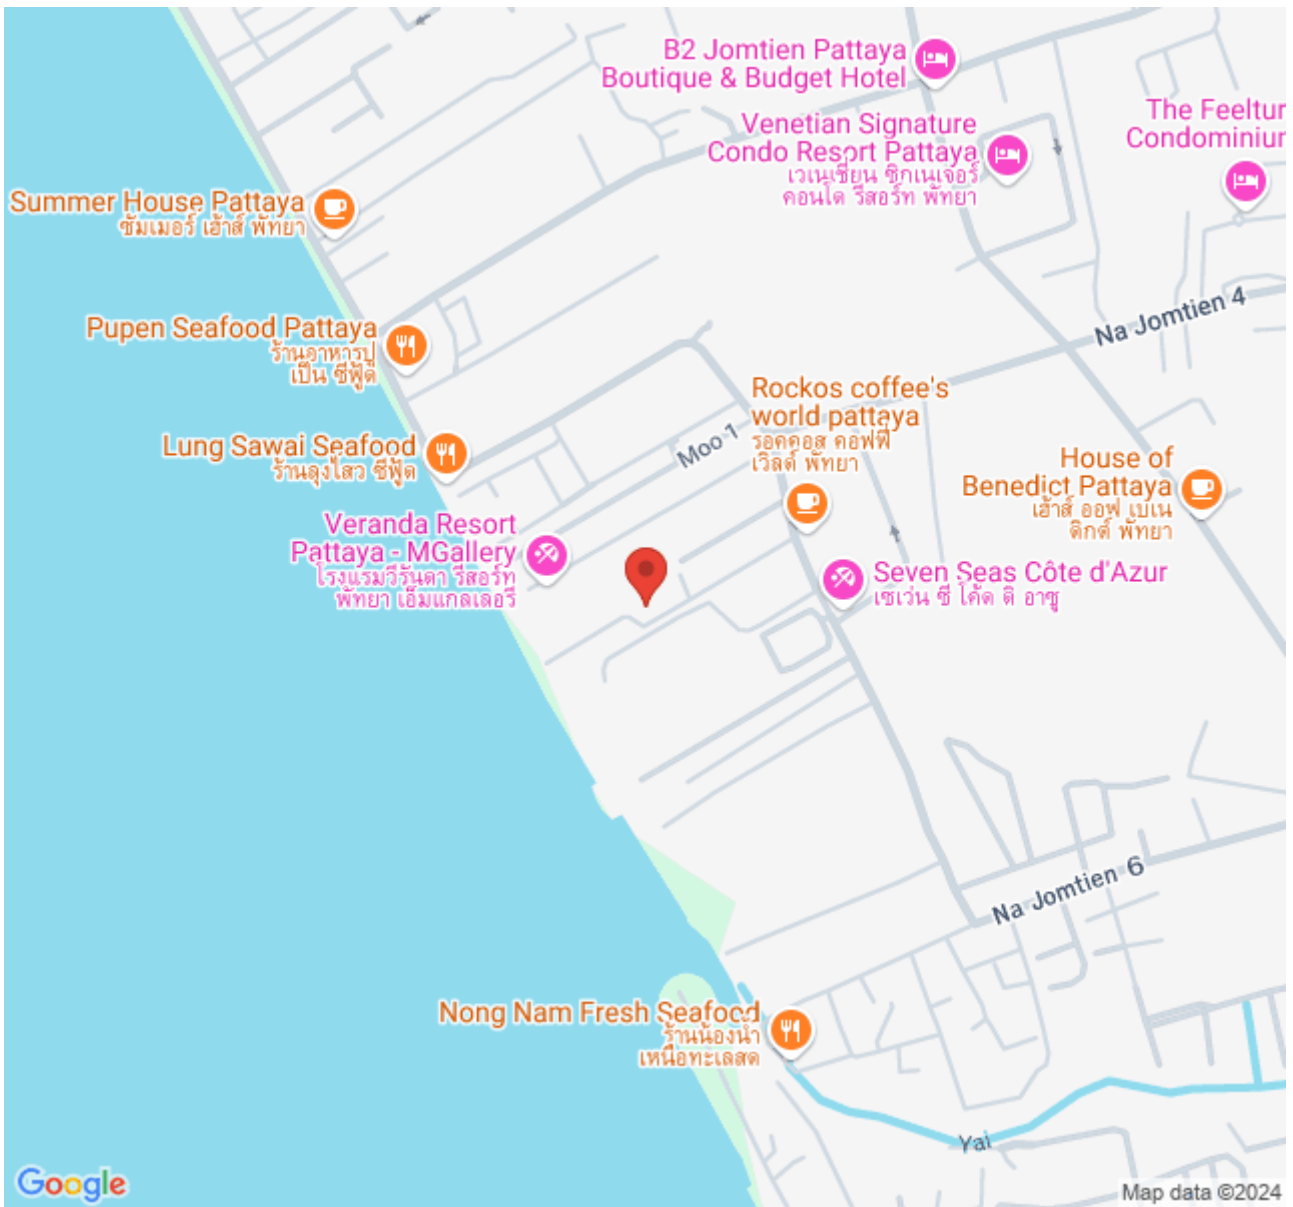 B2 Jomtien Pattaya
Boutique & Budget Hotel
Venetian Signature
Condo Resort Pattaya
เวเนเชี่ยน ซิกเนเจอร์
คอนโด รีสอร์ท พัทยา
The Feeltur
Condominiur
Summer House Pattaya
ซัมเมอร์ เฮ้าส์ พัทยา
Na Jomtien 4
Pupen Seafood Pattaya
ร้านอาหารปู
เป็น ซีฟู้ด
Rockos coffee's
world pattaya
รอคคอส คอฟฟี่
เวิลด์ พัทยา
Moo 1
Lung Sawai Seafood
ร้านลุงไสว ซีฟู้ด
House of
Benedict Pattaya
เฮ้าส์ ออฟ เบเน
ดิกต์ พัทยา
Veranda Resort
Pattaya - MGallery
โรงแรมวีรันดา รีสอร์ท
พัทยา เอ็มแกลเลอรี
Seven Seas Côte d'Azur
เซเว่น ซี โค้ด ดิ อาซู
Na Jomtien 6
Nong Nam Fresh Seafood
ร้านน้องน้ำ
เหนือทะเลสด
Yai
Google
Map data ©2024